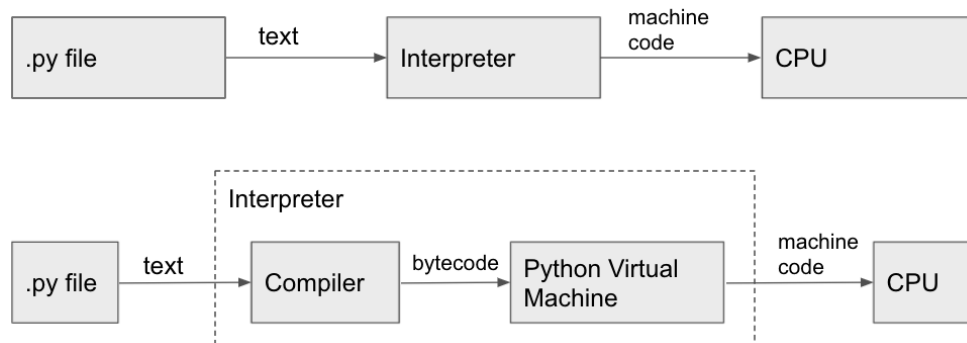 .py file
text
Interpreter
machine
code
CPU
Interpreter
.py file
text
Compiler
bytecode
Python Virtual
Machine
machine
code
CPU